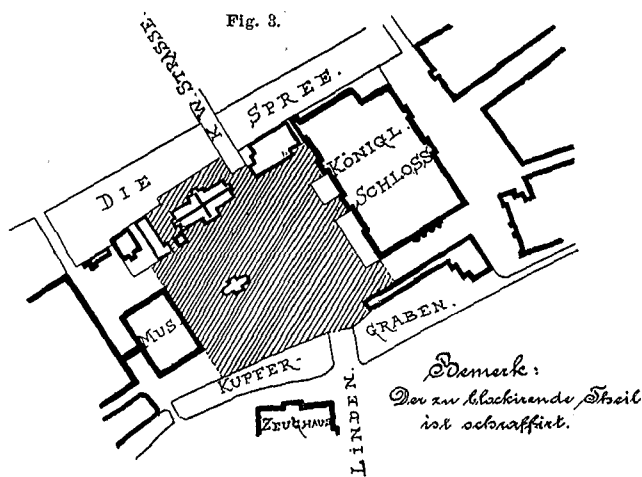 Fig. 3.
K. W. STRASSE
DIE SPREE.
KÖNIGL.
SCHLOSS
MUS.
KUPFER-
GRABEN.
LINDEN.
ZEUGHAUS
Bemerk:
Der zu blockirende Theil
ist schraffirt.